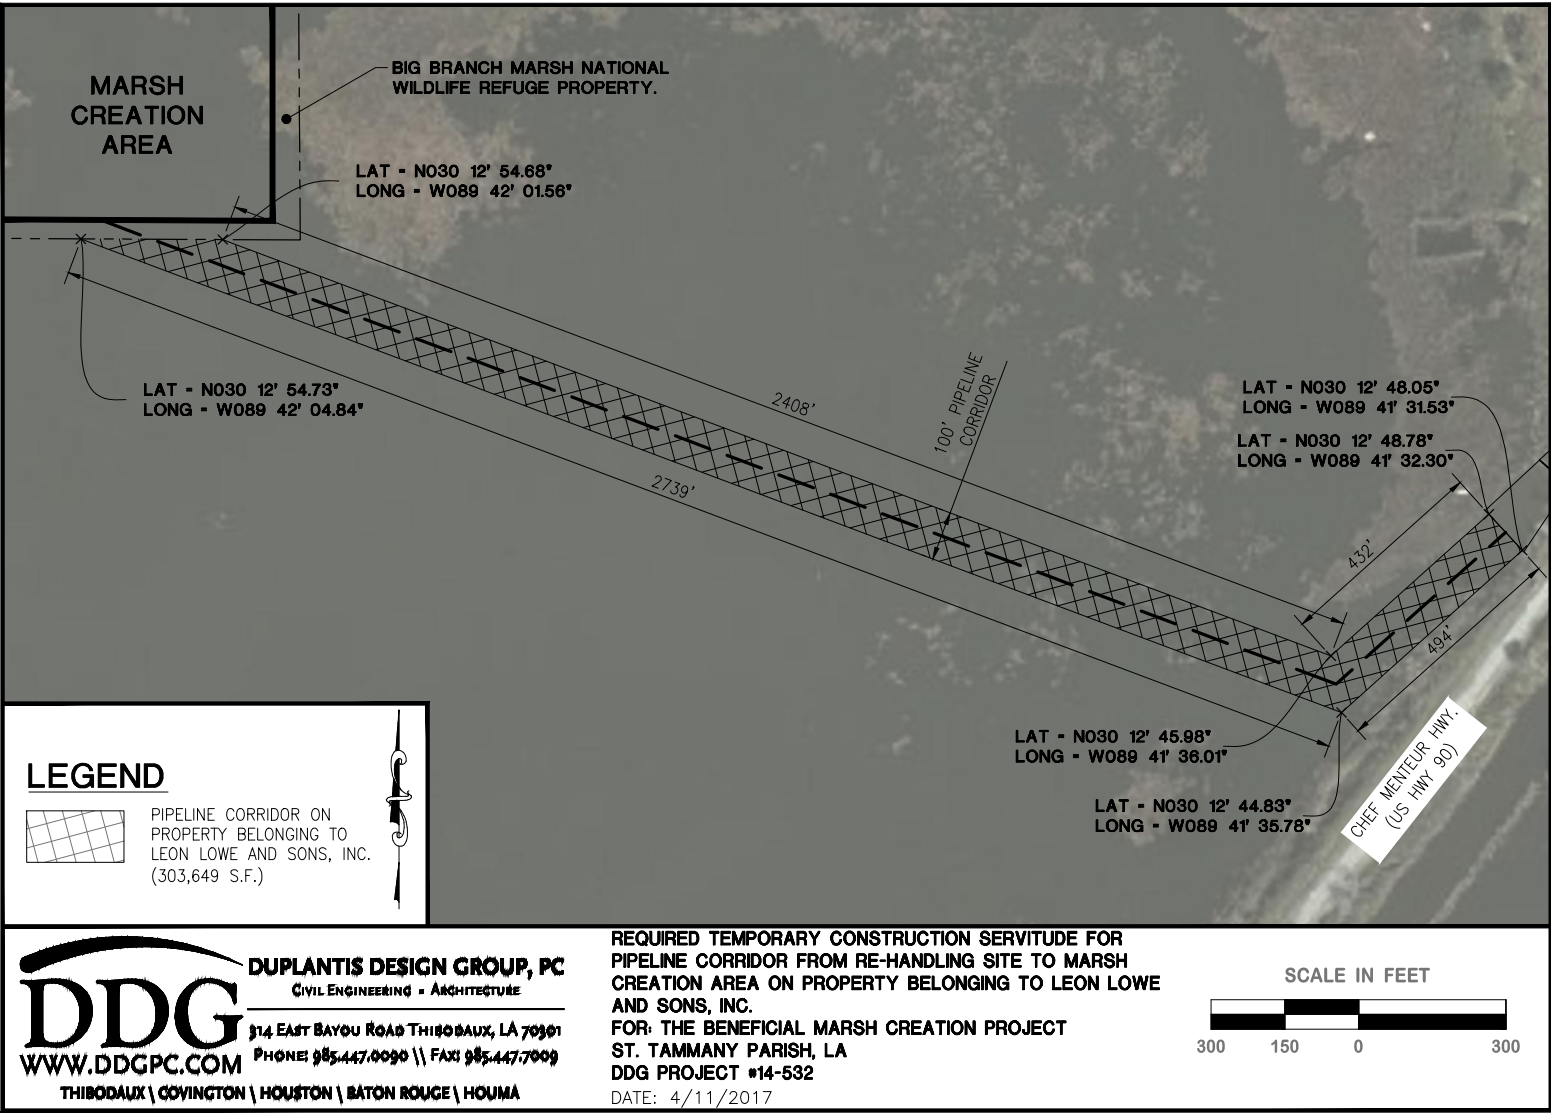 MARSH
CREATION
AREA
BIG BRANCH MARSH NATIONAL
WILDLIFE REFUGE PROPERTY.
LAT - N030 12' 54.68"
LONG - W089 42' 01.56"
LAT - N030 12' 54.73"
LONG - W089 42' 04.84"
2408'
2739'
100' PIPELINE
CORRIDOR
LAT - N030 12' 48.05"
LONG - W089 41' 31.53"
LAT - N030 12' 48.78"
LONG - W089 41' 32.30"
432'
494'
LAT - N030 12' 45.98"
LONG - W089 41' 36.01"
LAT - N030 12' 44.83"
LONG - W089 41' 35.78"
CHEF MENTEUR HWY.
(US HWY 90)
LEGEND
PIPELINE CORRIDOR ON
PROPERTY BELONGING TO
LEON LOWE AND SONS, INC.
(303,649 S.F.)
DDG
WWW.DDGPC.COM
DUPLANTIS DESIGN GROUP, PC
CIVIL ENGINEERING - ARCHITECTURE
314 EAST BAYOU ROAD THIBODAUX, LA 70301
PHONE: 985.447.0090 \\ FAX: 985.447.7009
THIBODAUX \ COVINGTON \ HOUSTON \ BATON ROUGE \ HOUMA
REQUIRED TEMPORARY CONSTRUCTION SERVITUDE FOR
PIPELINE CORRIDOR FROM RE-HANDLING SITE TO MARSH
CREATION AREA ON PROPERTY BELONGING TO LEON LOWE
AND SONS, INC.
FOR: THE BENEFICIAL MARSH CREATION PROJECT
ST. TAMMANY PARISH, LA
DDG PROJECT #14-532
DATE: 4/11/2017
SCALE IN FEET
300 150 0 300